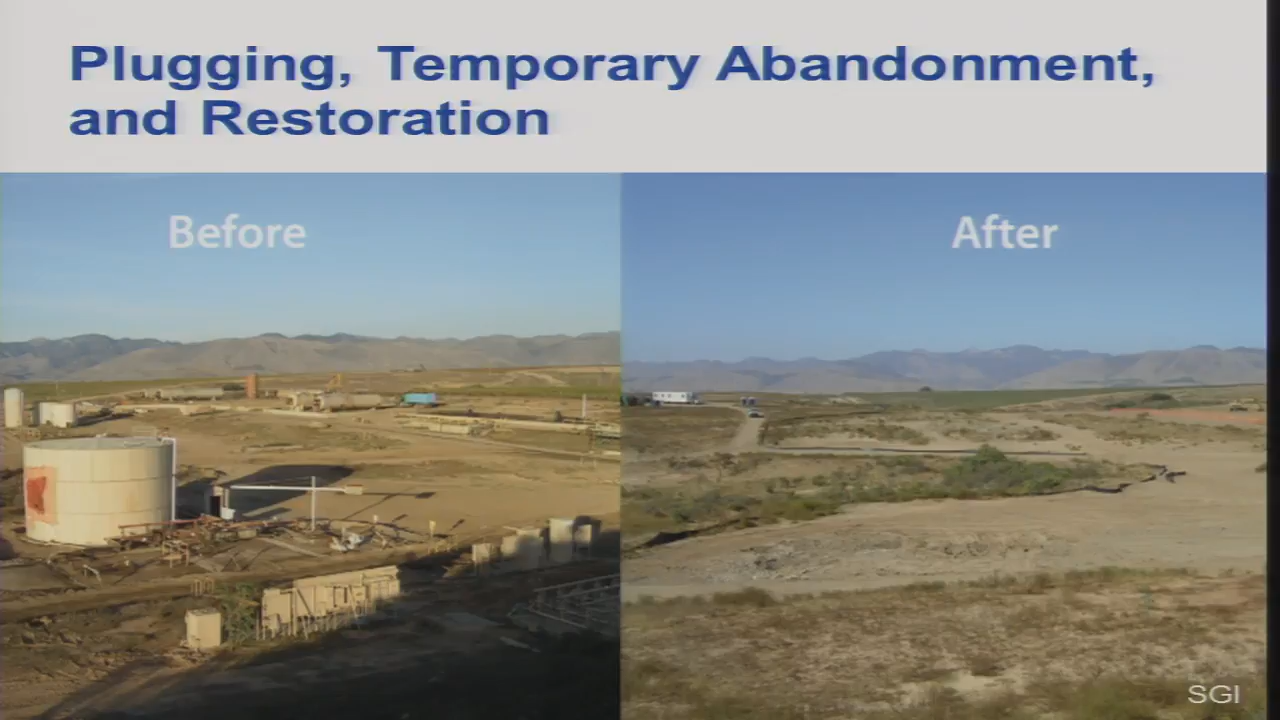 Plugging, Temporary Abandonment,
and Restoration
Before
After
SGI